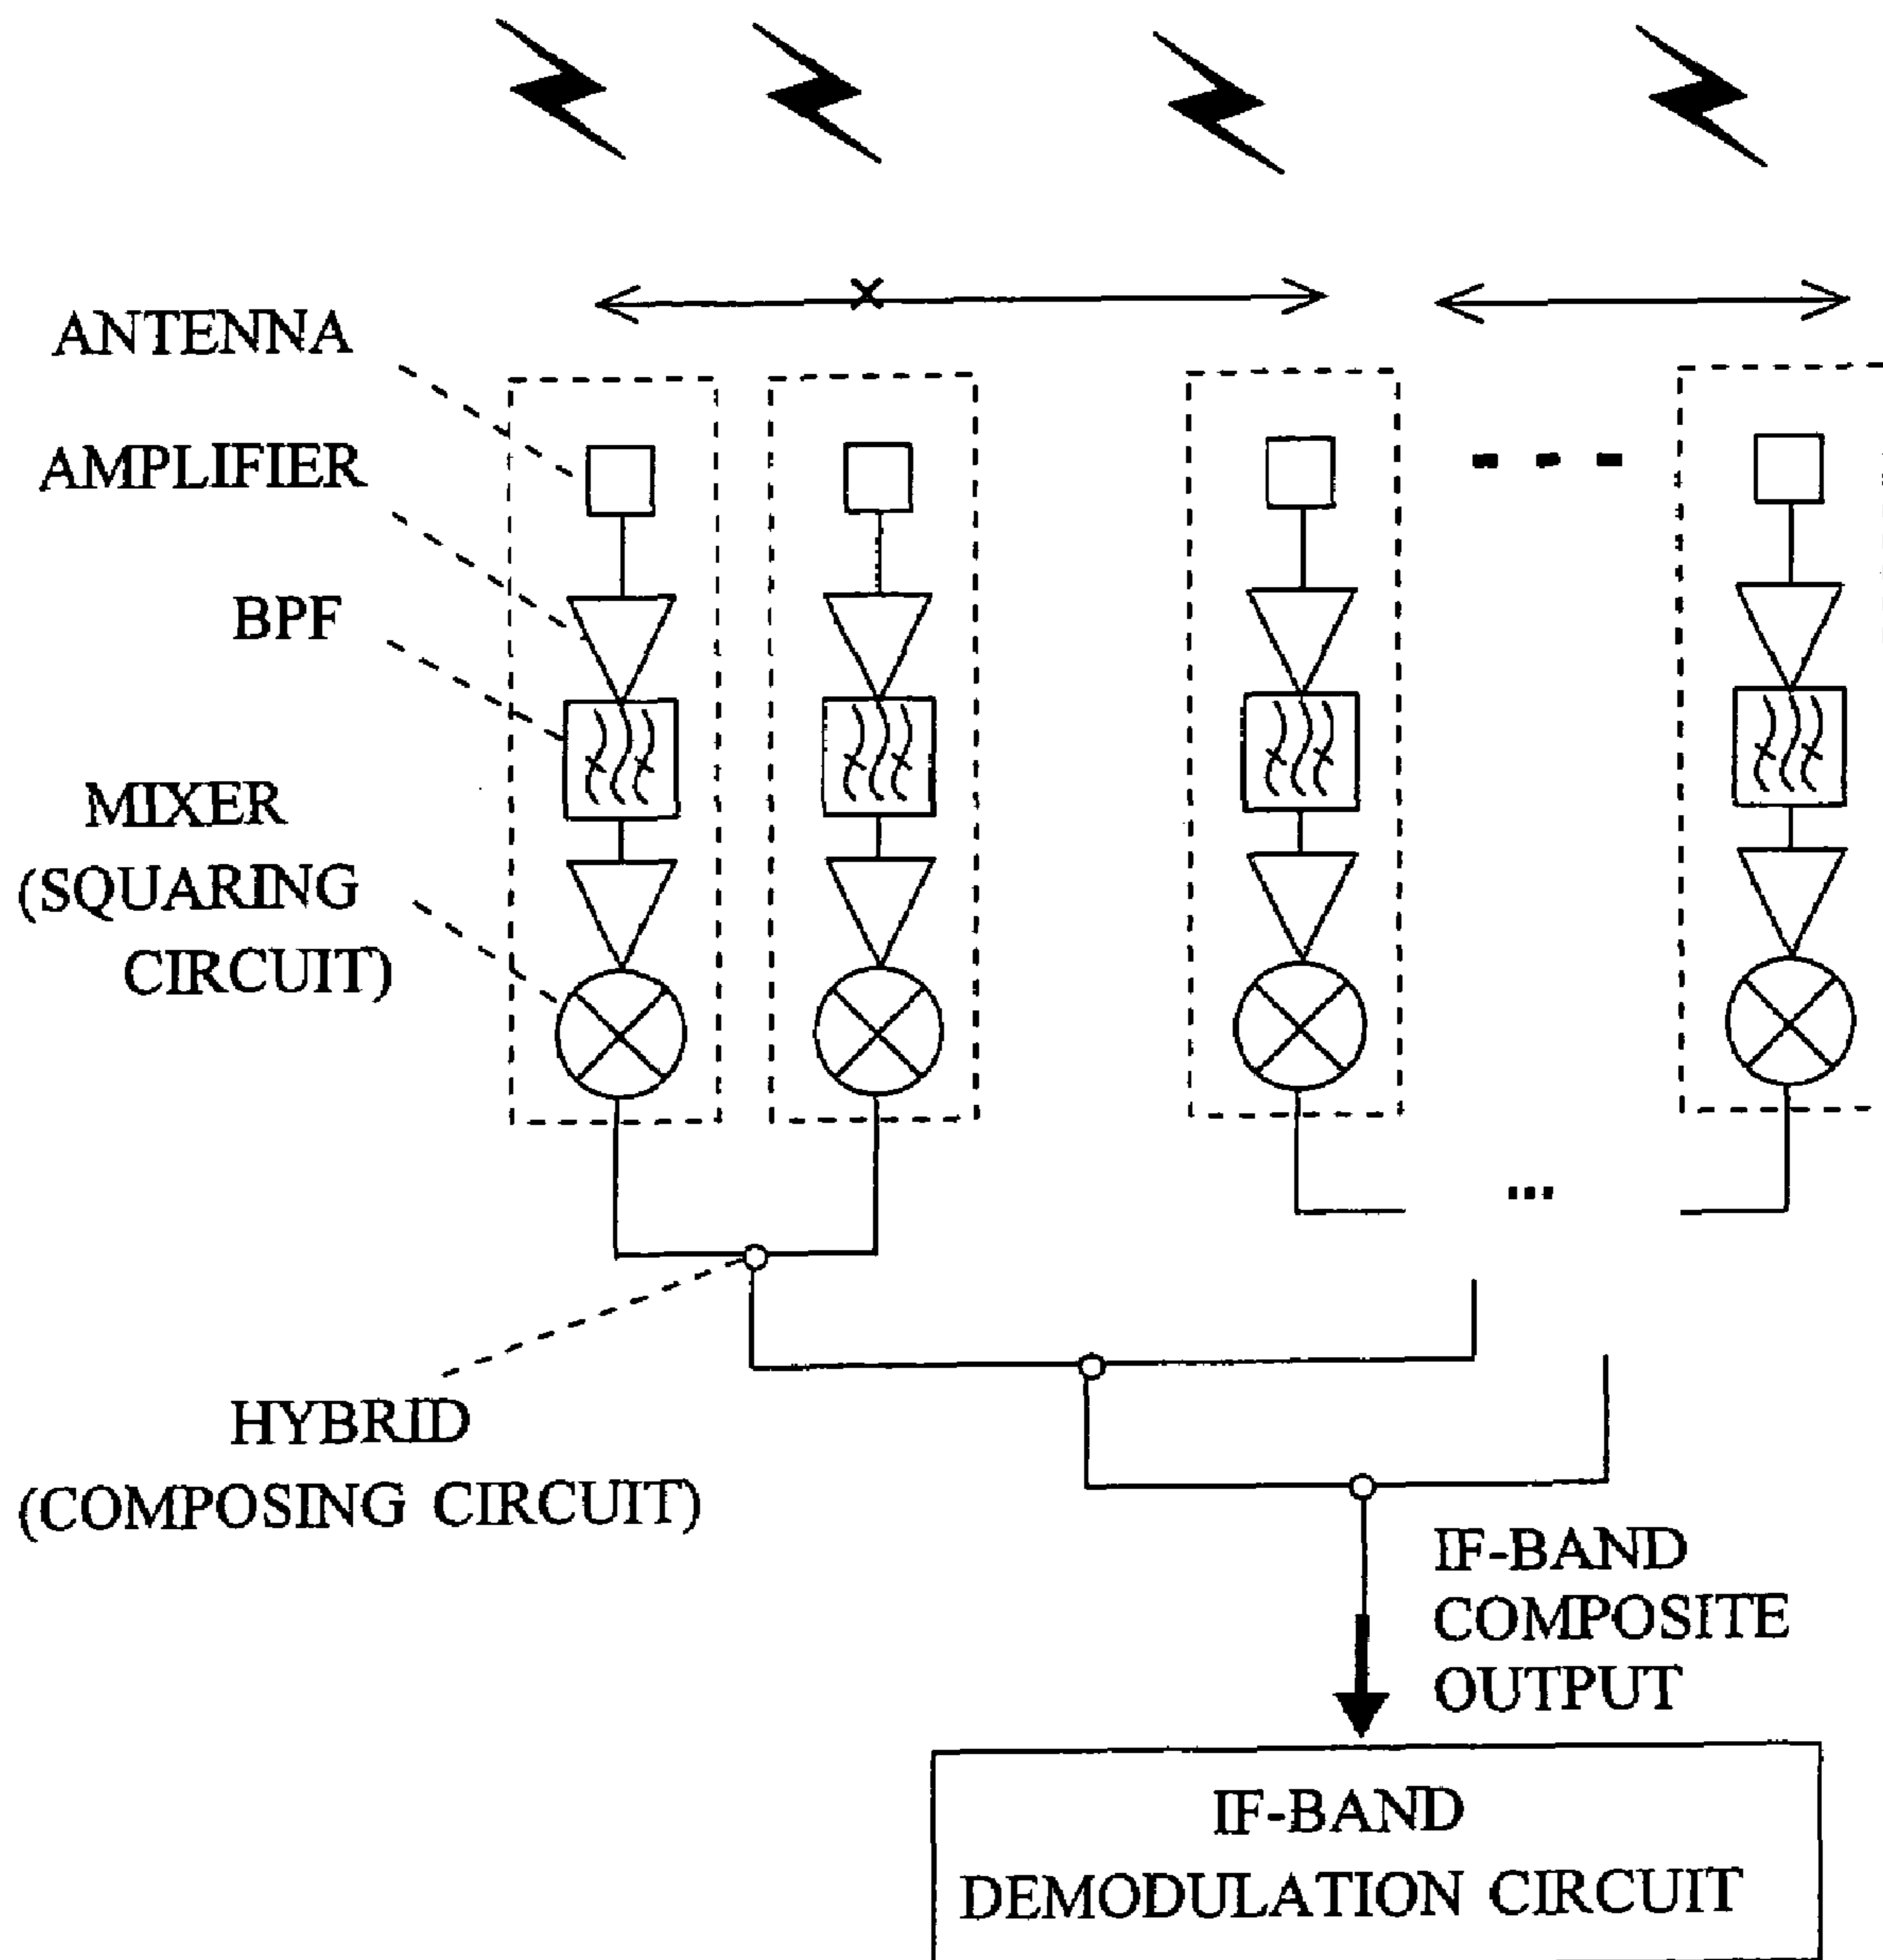 ANTENNA
AMPLIFIER
BPF
MIXER
(SQUARING
CIRCUIT)
HYBRID
(COMPOSING CIRCUIT)
IF-BAND
COMPOSITE
OUTPUT
IF-BAND
DEMODULATION CIRCUIT